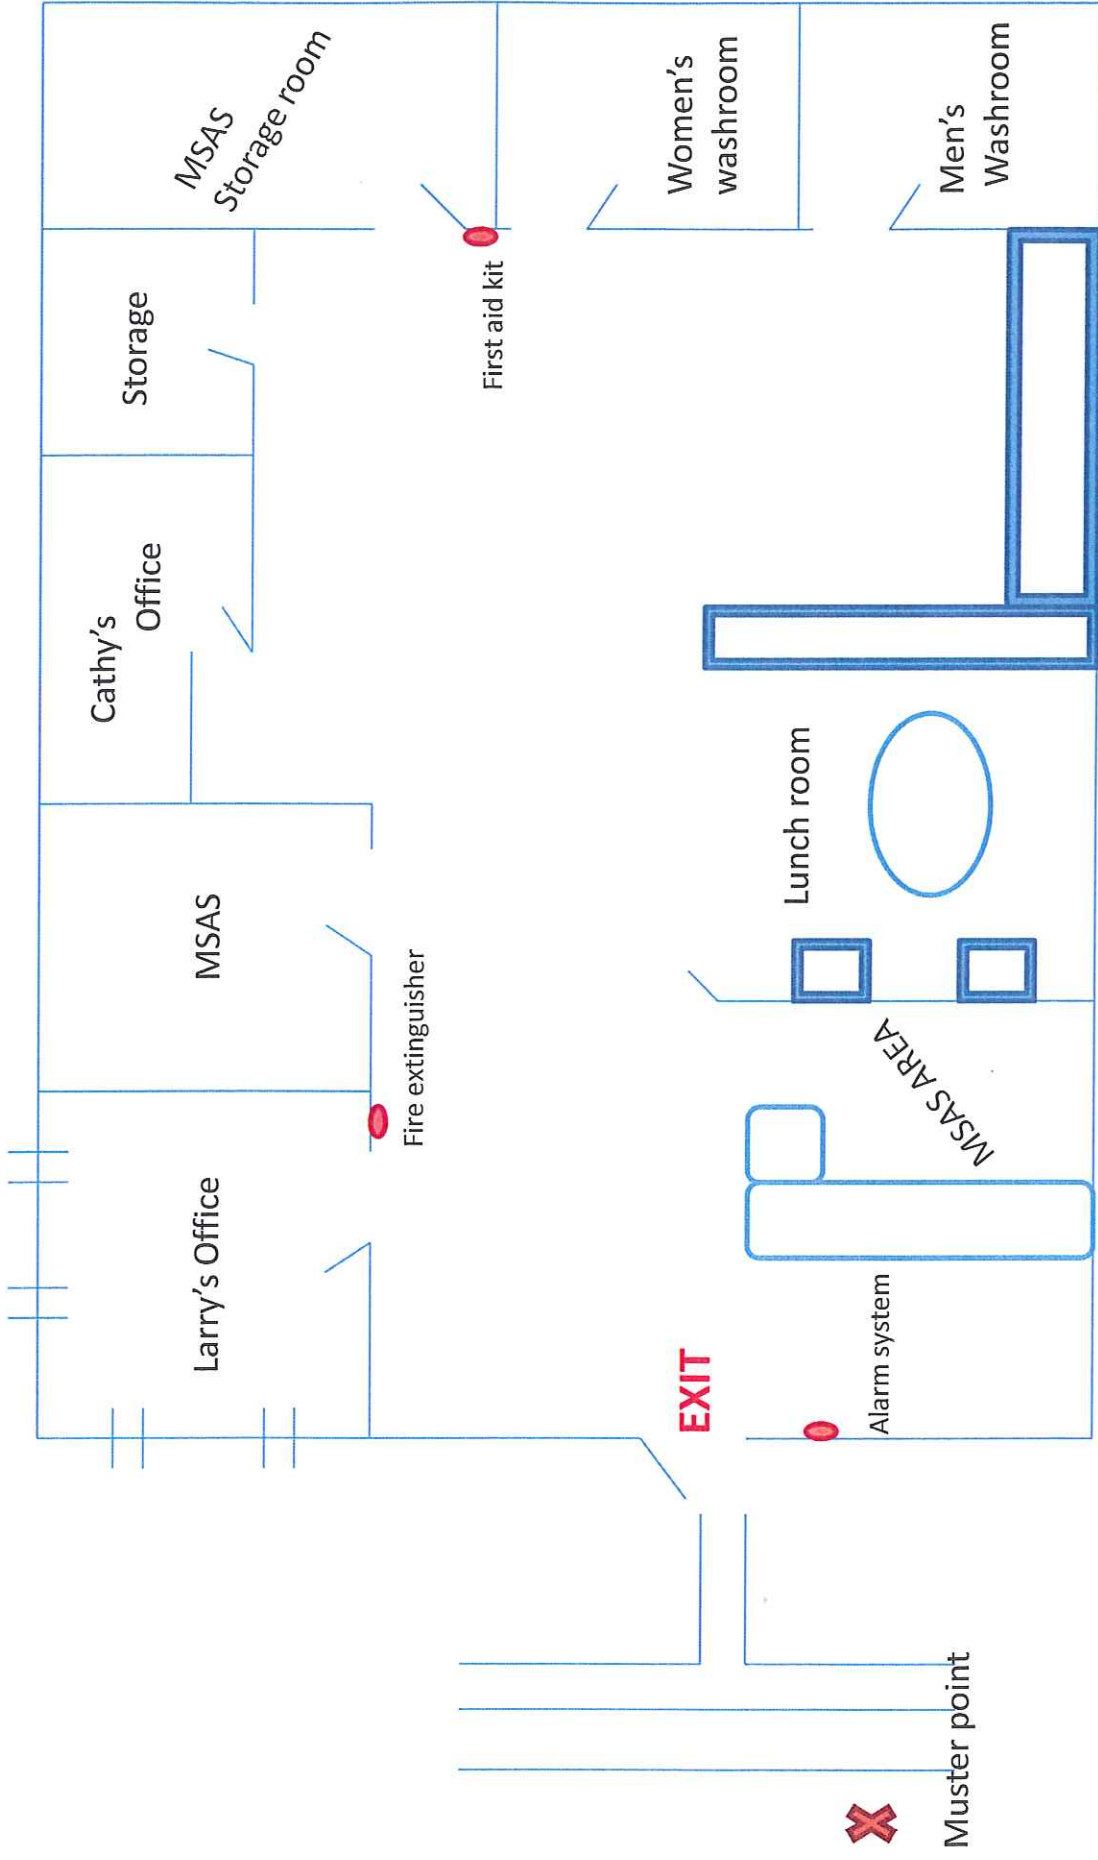 Larry's Office
MSAS
Cathy's
Office
Storage
MSAS
Storage room
Fire extinguisher
First aid kit
EXIT
Women's
washroom
Lunch room
Alarm system
MSAS AREA
Men's
Washroom
Muster point